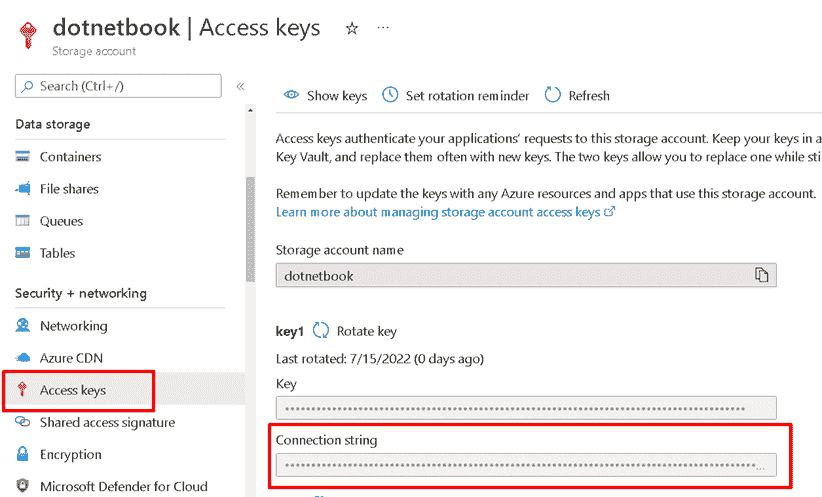 dotnetbook | Access keys
Storage account
Search (Ctrl+/)
Data storage
Containers
File shares
Queues
Tables
Security + networking
Networking
Azure CDN
Access keys
Shared access signature
Encryption
Microsoft Defender for Cloud
Show keys
Set rotation reminder
Refresh
Access keys authenticate your applications' requests to this storage account. Keep your keys in a
Key Vault, and replace them often with new keys. The two keys allow you to replace one while sti
Remember to update the keys with any Azure resources and apps that use this storage account.
Learn more about managing storage account access keys
Storage account name
dotnetbook
key1 Rotate key
Last rotated: 7/15/2022 (0 days ago)
Key
Connection string